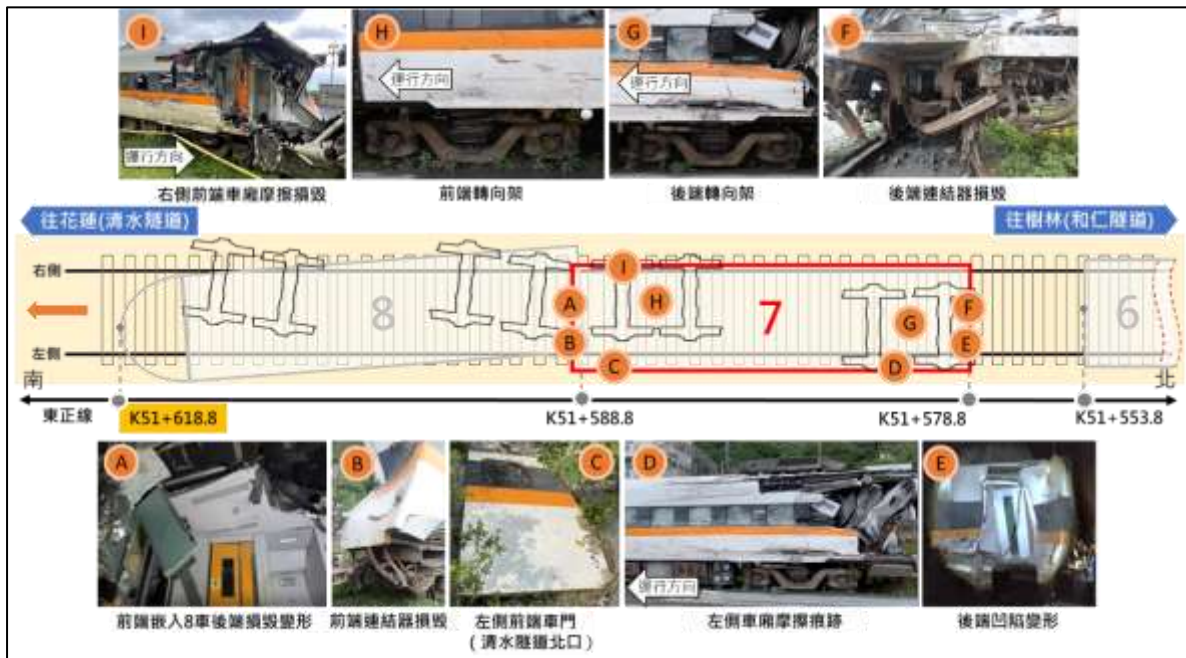 I
H
G
F
運行方向
運行方向
運行方向
右側前端車廂摩擦損毀
前端轉向架
後端轉向架
後端連結器損毀
往花蓮(清水隧道)
往樹林(和仁隧道)
右側
左側
8
7
6
A
B
C
I
H
G
D
F
E
南
北
東正線
K51+618.8
K51+588.8
K51+578.8
K51+553.8
A
B
C
D
E
運行方向
前端嵌入8車後端損毀變形
前端連結器損毀
左側前端車門
(清水隧道北口)
左側車廂摩擦痕跡
後端凹陷變形